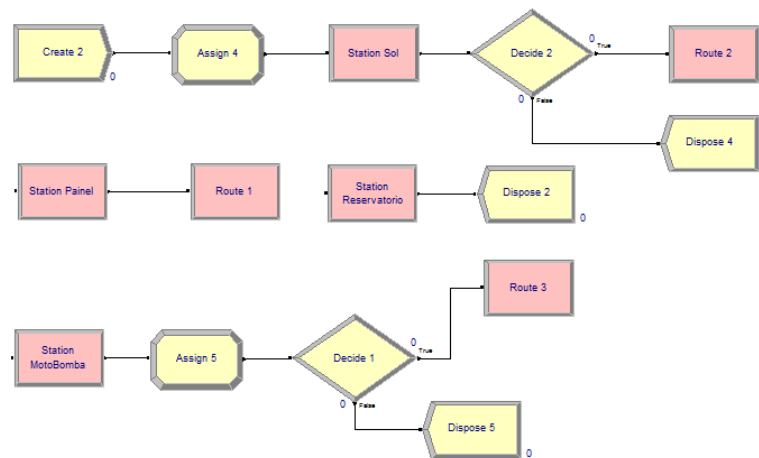 Create 2
0
Assign 4
Station Sol
Decide 2
0
True
0
False
Route 2
Dispose 4
Station Painel
Route 1
Station
Reservatorio
Dispose 2
0
Station
MotoBomba
Assign 5
Decide 1
0
True
0
False
Route 3
Dispose 5
0